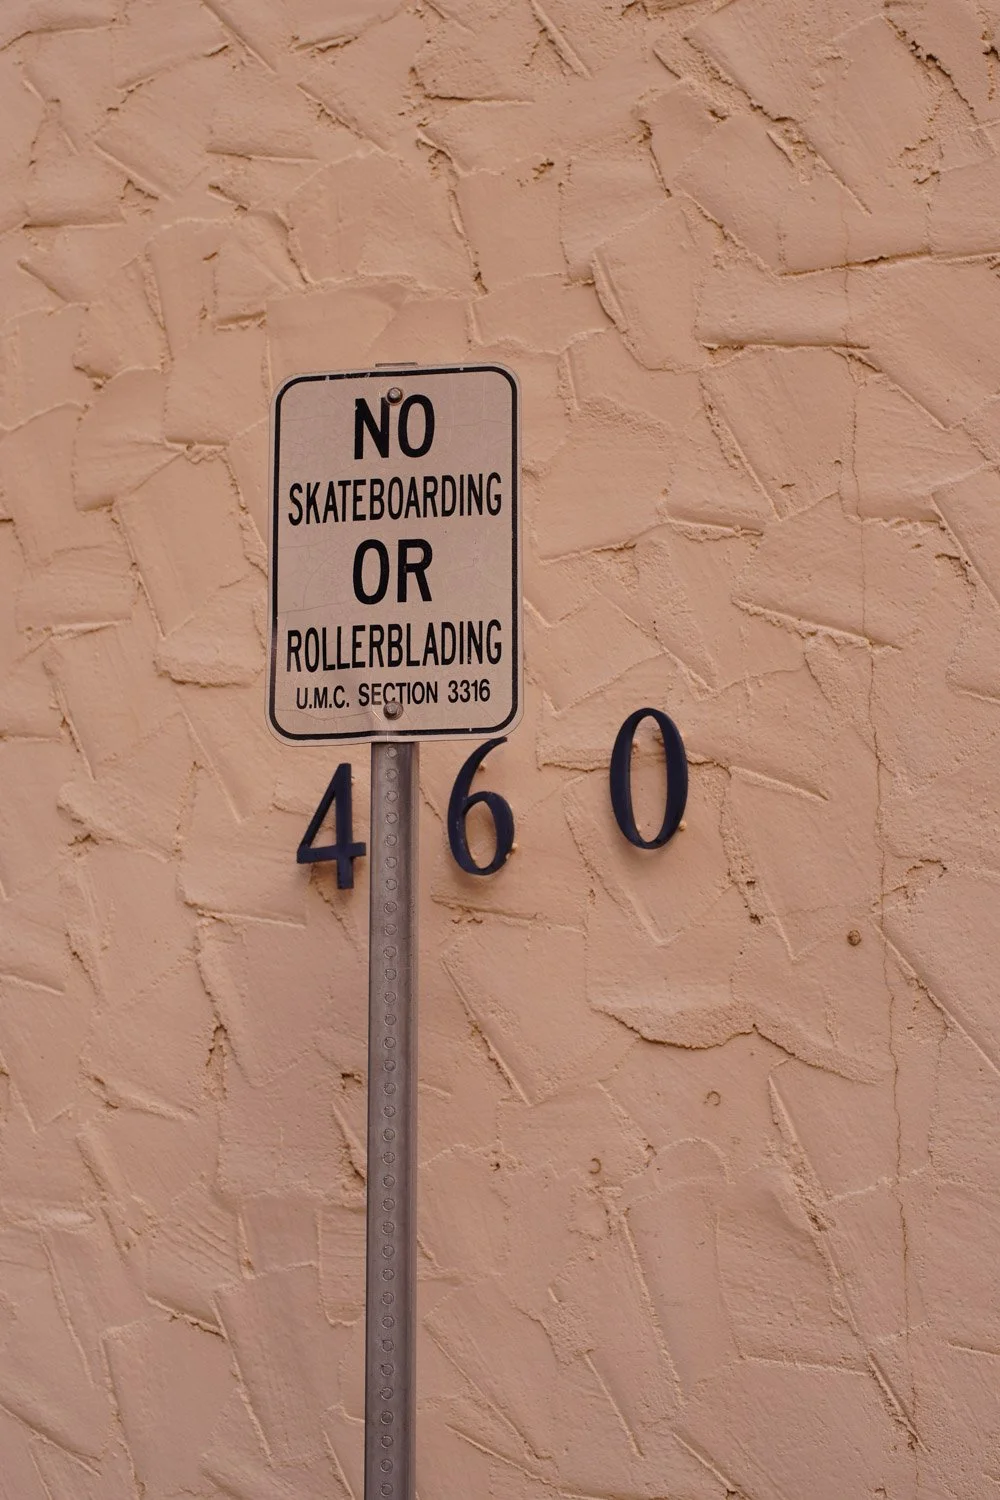 NO
SKATEBOARDING
OR
ROLLERBLADING
U.M.C. SECTION 3316
460